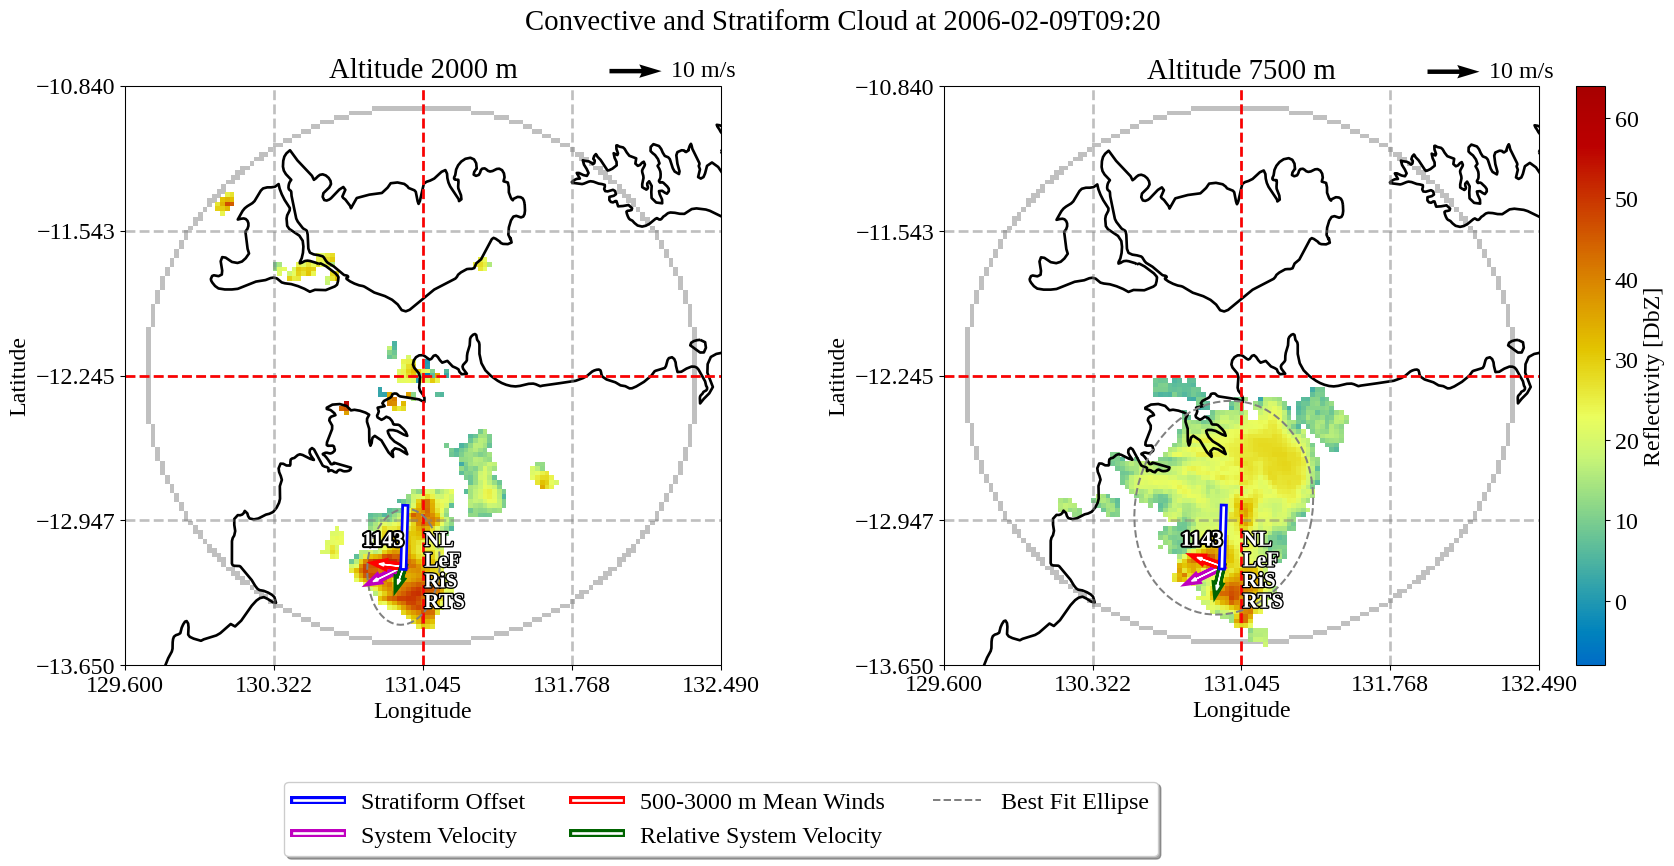 Convective and Stratiform Cloud at 2006-02-09T09:20
Altitude 2000 m
10 m/s
−10.840
−11.543
−12.245
−12.947
−13.650
Latitude
129.600
130.322
131.045
131.768
132.490
Longitude
1143
NL
LeF
RiS
RTS
Altitude 7500 m
10 m/s
−10.840
−11.543
−12.245
−12.947
−13.650
Latitude
129.600
130.322
131.045
131.768
132.490
Longitude
1143
NL
LeF
RiS
RTS
60
50
40
30
20
10
0
Reflectivity [DbZ]
Stratiform Offset
System Velocity
500-3000 m Mean Winds
Relative System Velocity
Best Fit Ellipse